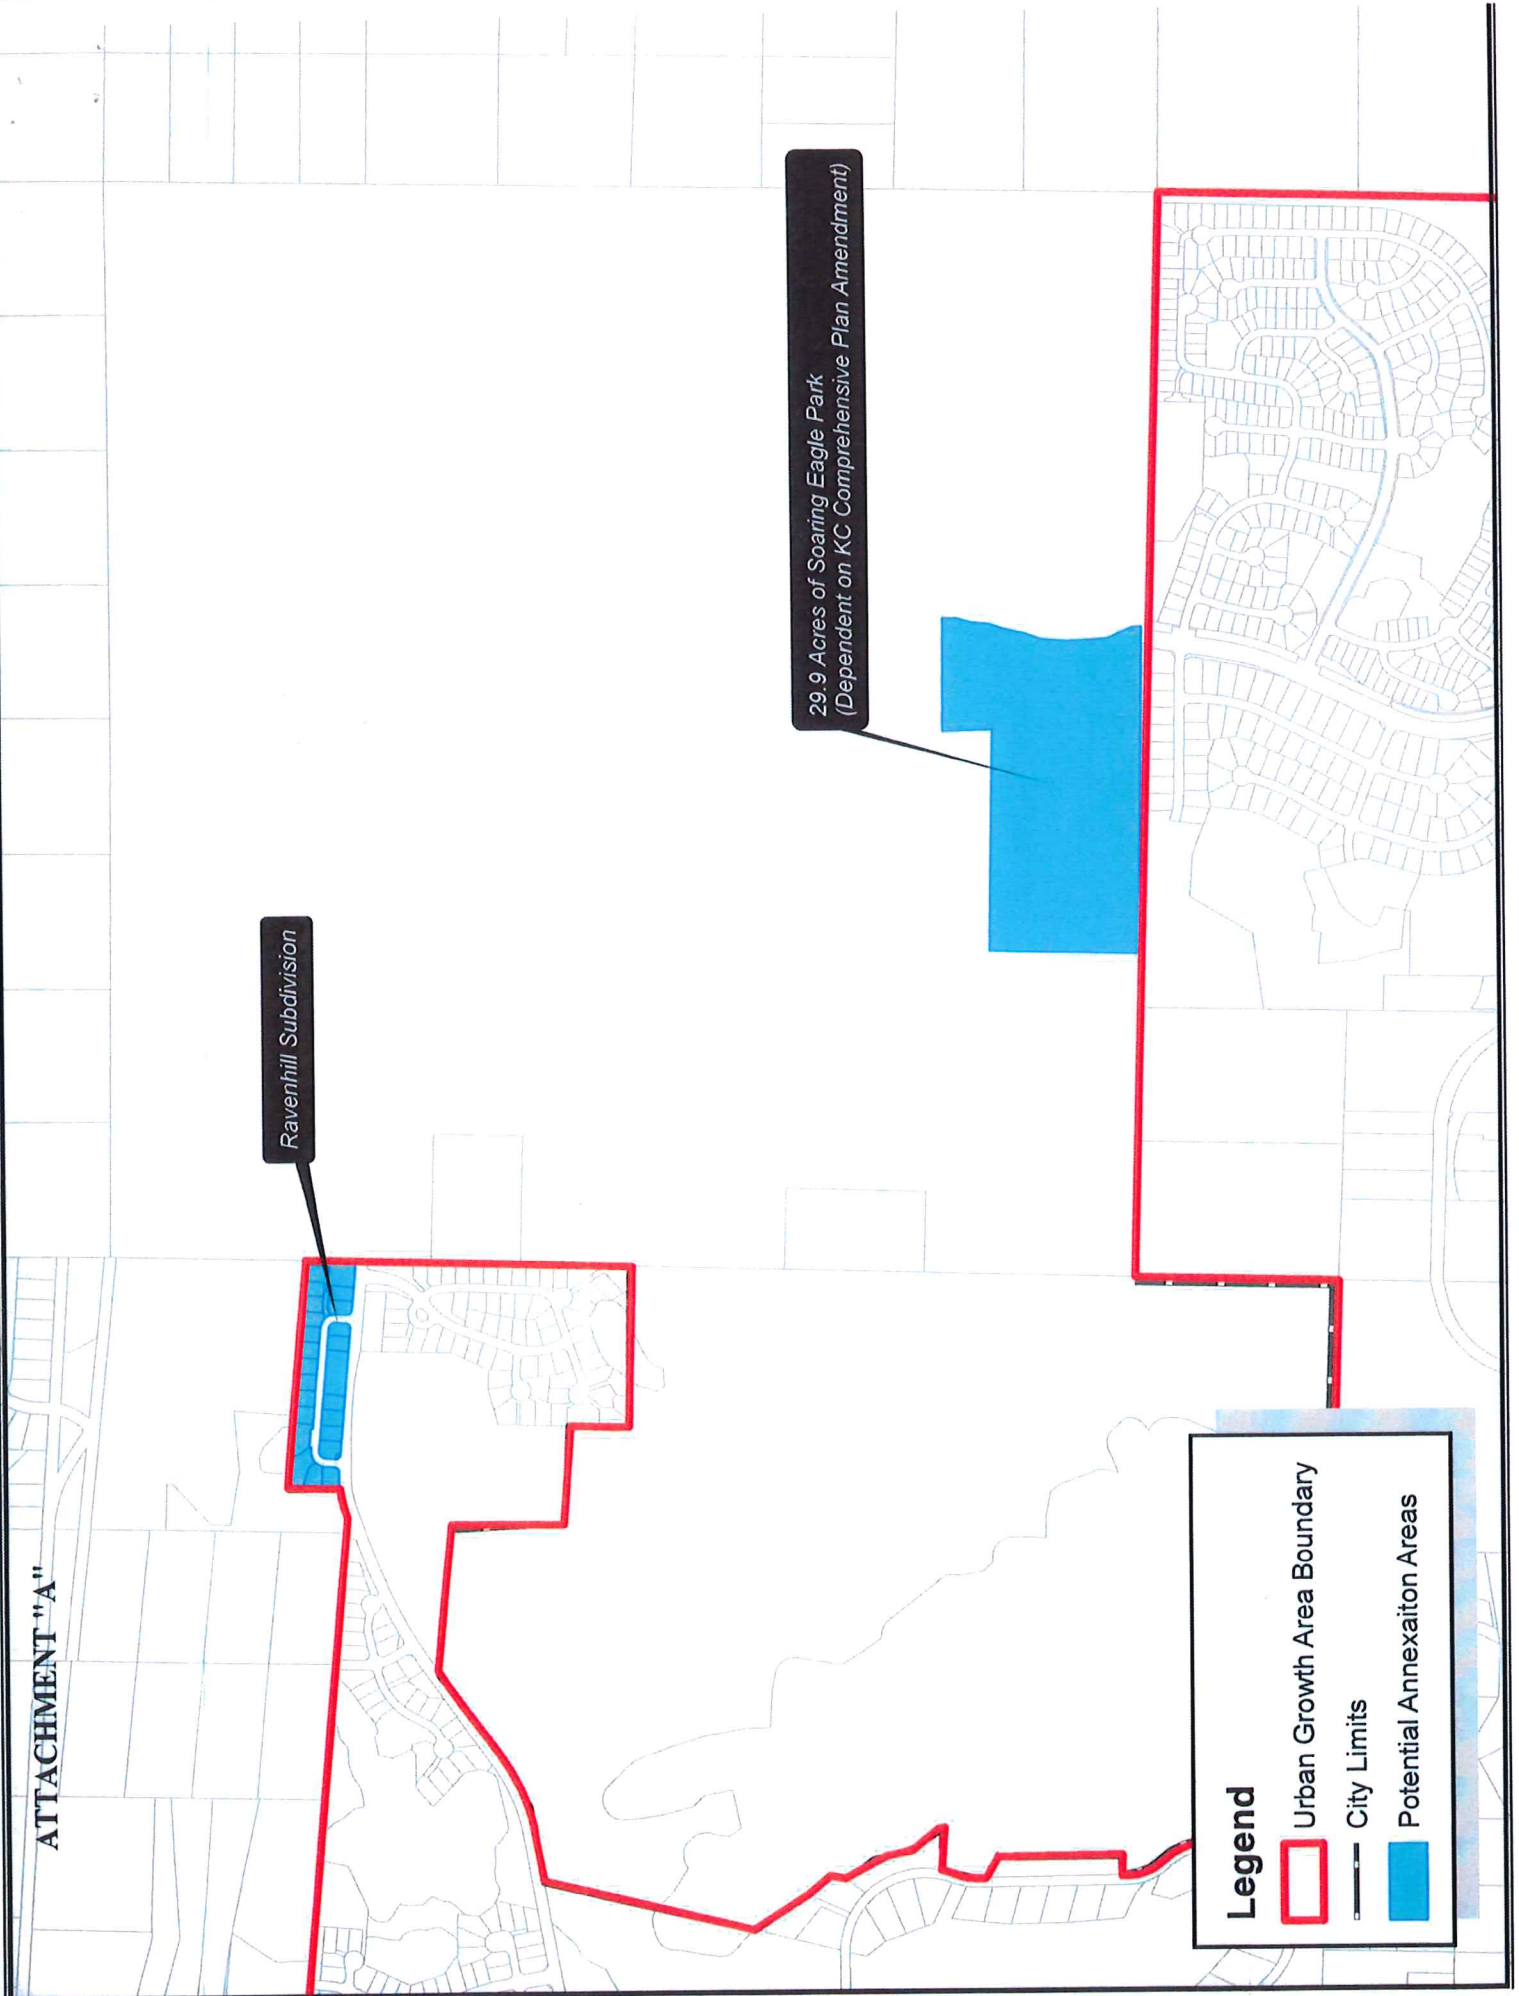 ATTACHMENT "A"
Ravenhill Subdivision
29.9 Acres of Soaring Eagle Park
(Dependent on KC Comprehensive Plan Amendment)
Legend
Urban Growth Area Boundary
City Limits
Potential Annexaiton Areas